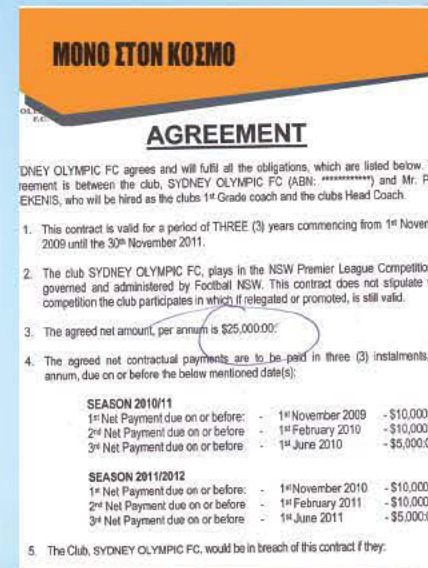 ΜΟΝΟ ΣΤΟΝ ΚΟΣΜΟ
F.C.
AGREEMENT
DNEY OLYMPIC FC agrees and will fulfil all the obligations, which are listed below.
reement is between the club, SYDNEY OLYMPIC FC (ABN: ***********) and Mr. P
EKENIS, who will be hired as the clubs 1st Grade coach and the clubs Head Coach.
1. This contract is valid for a period of THREE (3) years commencing from 1st Novem
2009 until the 30th November 2011.
2. The club SYDNEY OLYMPIC FC, plays in the NSW Premier League Competitio
governed and administered by Football NSW. This contract does not stipulate
competition the club participates in which if relegated or promoted, is still valid.
3. The agreed net amount, per annum is $25,000:00:
4. The agreed net contractual payments are to be paid in three (3) instalments,
annum, due on or before the below mentioned date(s):
SEASON 2010/11
1st Net Payment due on or before: - 1st November 2009 - $10,000
2nd Net Payment due on or before - 1st February 2010 - $10,000
3rd Net Payment due on or before - 1st June 2010 - $5,000:
SEASON 2011/2012
1st Net Payment due on or before: - 1st November 2010 - $10,000
2nd Net Payment due on or before - 1st February 2011 - $10,000
3rd Net Payment due on or before - 1st June 2011 - $5,000:
5. The Club, SYDNEY OLYMPIC FC, would be in breach of this contract if they: